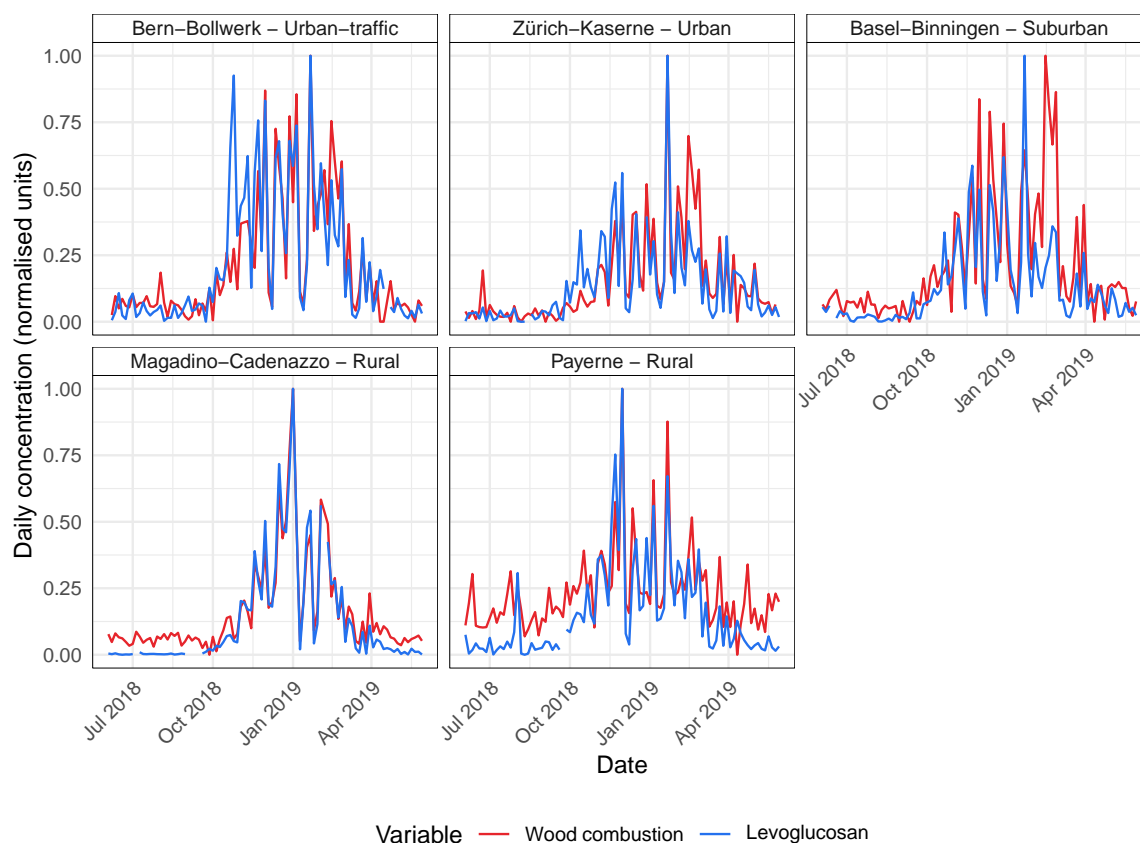 Bern−Bollwerk − Urban−traffic
Zürich−Kaserne − Urban
Basel−Binningen − Suburban
1.00
0.75
0.50
0.25
0.00
Magadino−Cadenazzo − Rural
Payerne − Rural
Jul 2018
Oct 2018
Jan 2019
Apr 2019
1.00
0.75
0.50
0.25
0.00
Jul 2018
Oct 2018
Jan 2019
Apr 2019
Jul 2018
Oct 2018
Jan 2019
Apr 2019
Daily concentration (normalised units)
Date
Variable Wood combustion Levoglucosan